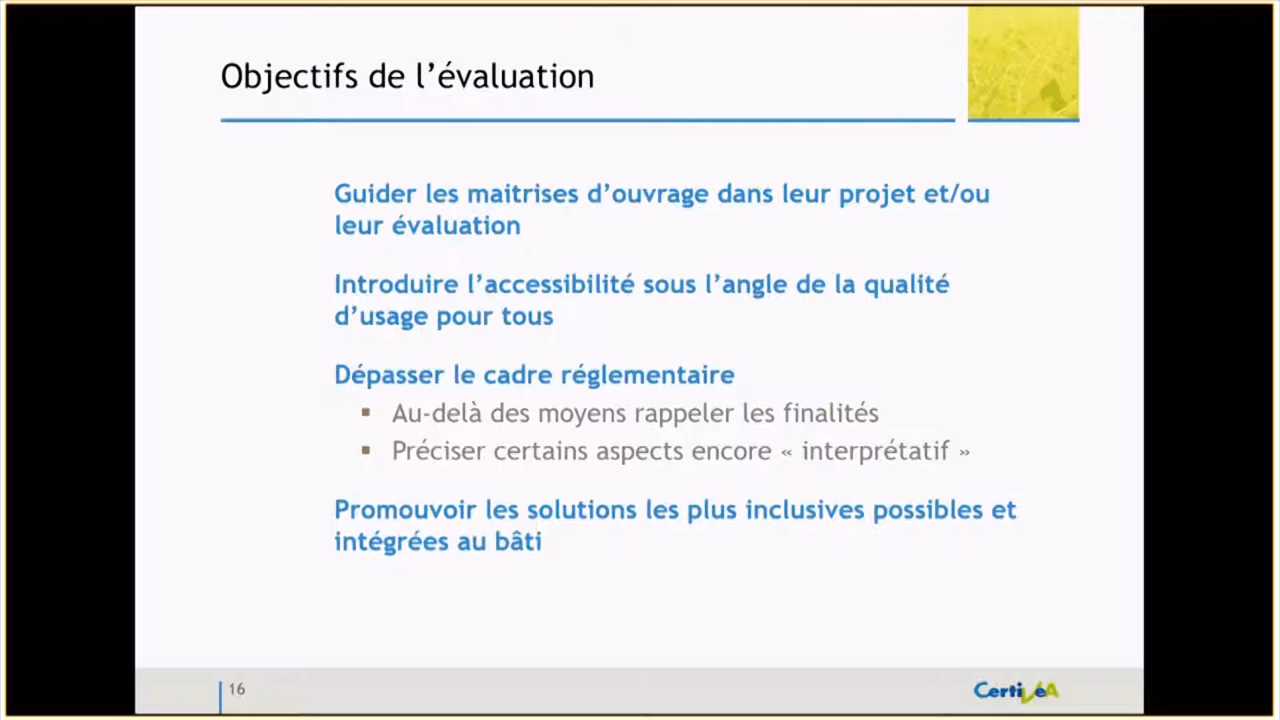 Objectifs de l’évaluation
Guider les maitrises d’ouvrage dans leur projet et/ou
leur évaluation
Introduire l’accessibilité sous l’angle de la qualité
d’usage pour tous
Dépasser le cadre réglementaire
▪ Au-delà des moyens rappeler les finalités
▪ Préciser certains aspects encore « interprétatif »
Promouvoir les solutions les plus inclusives possibles et
intégrées au bâti
16
CertivéA